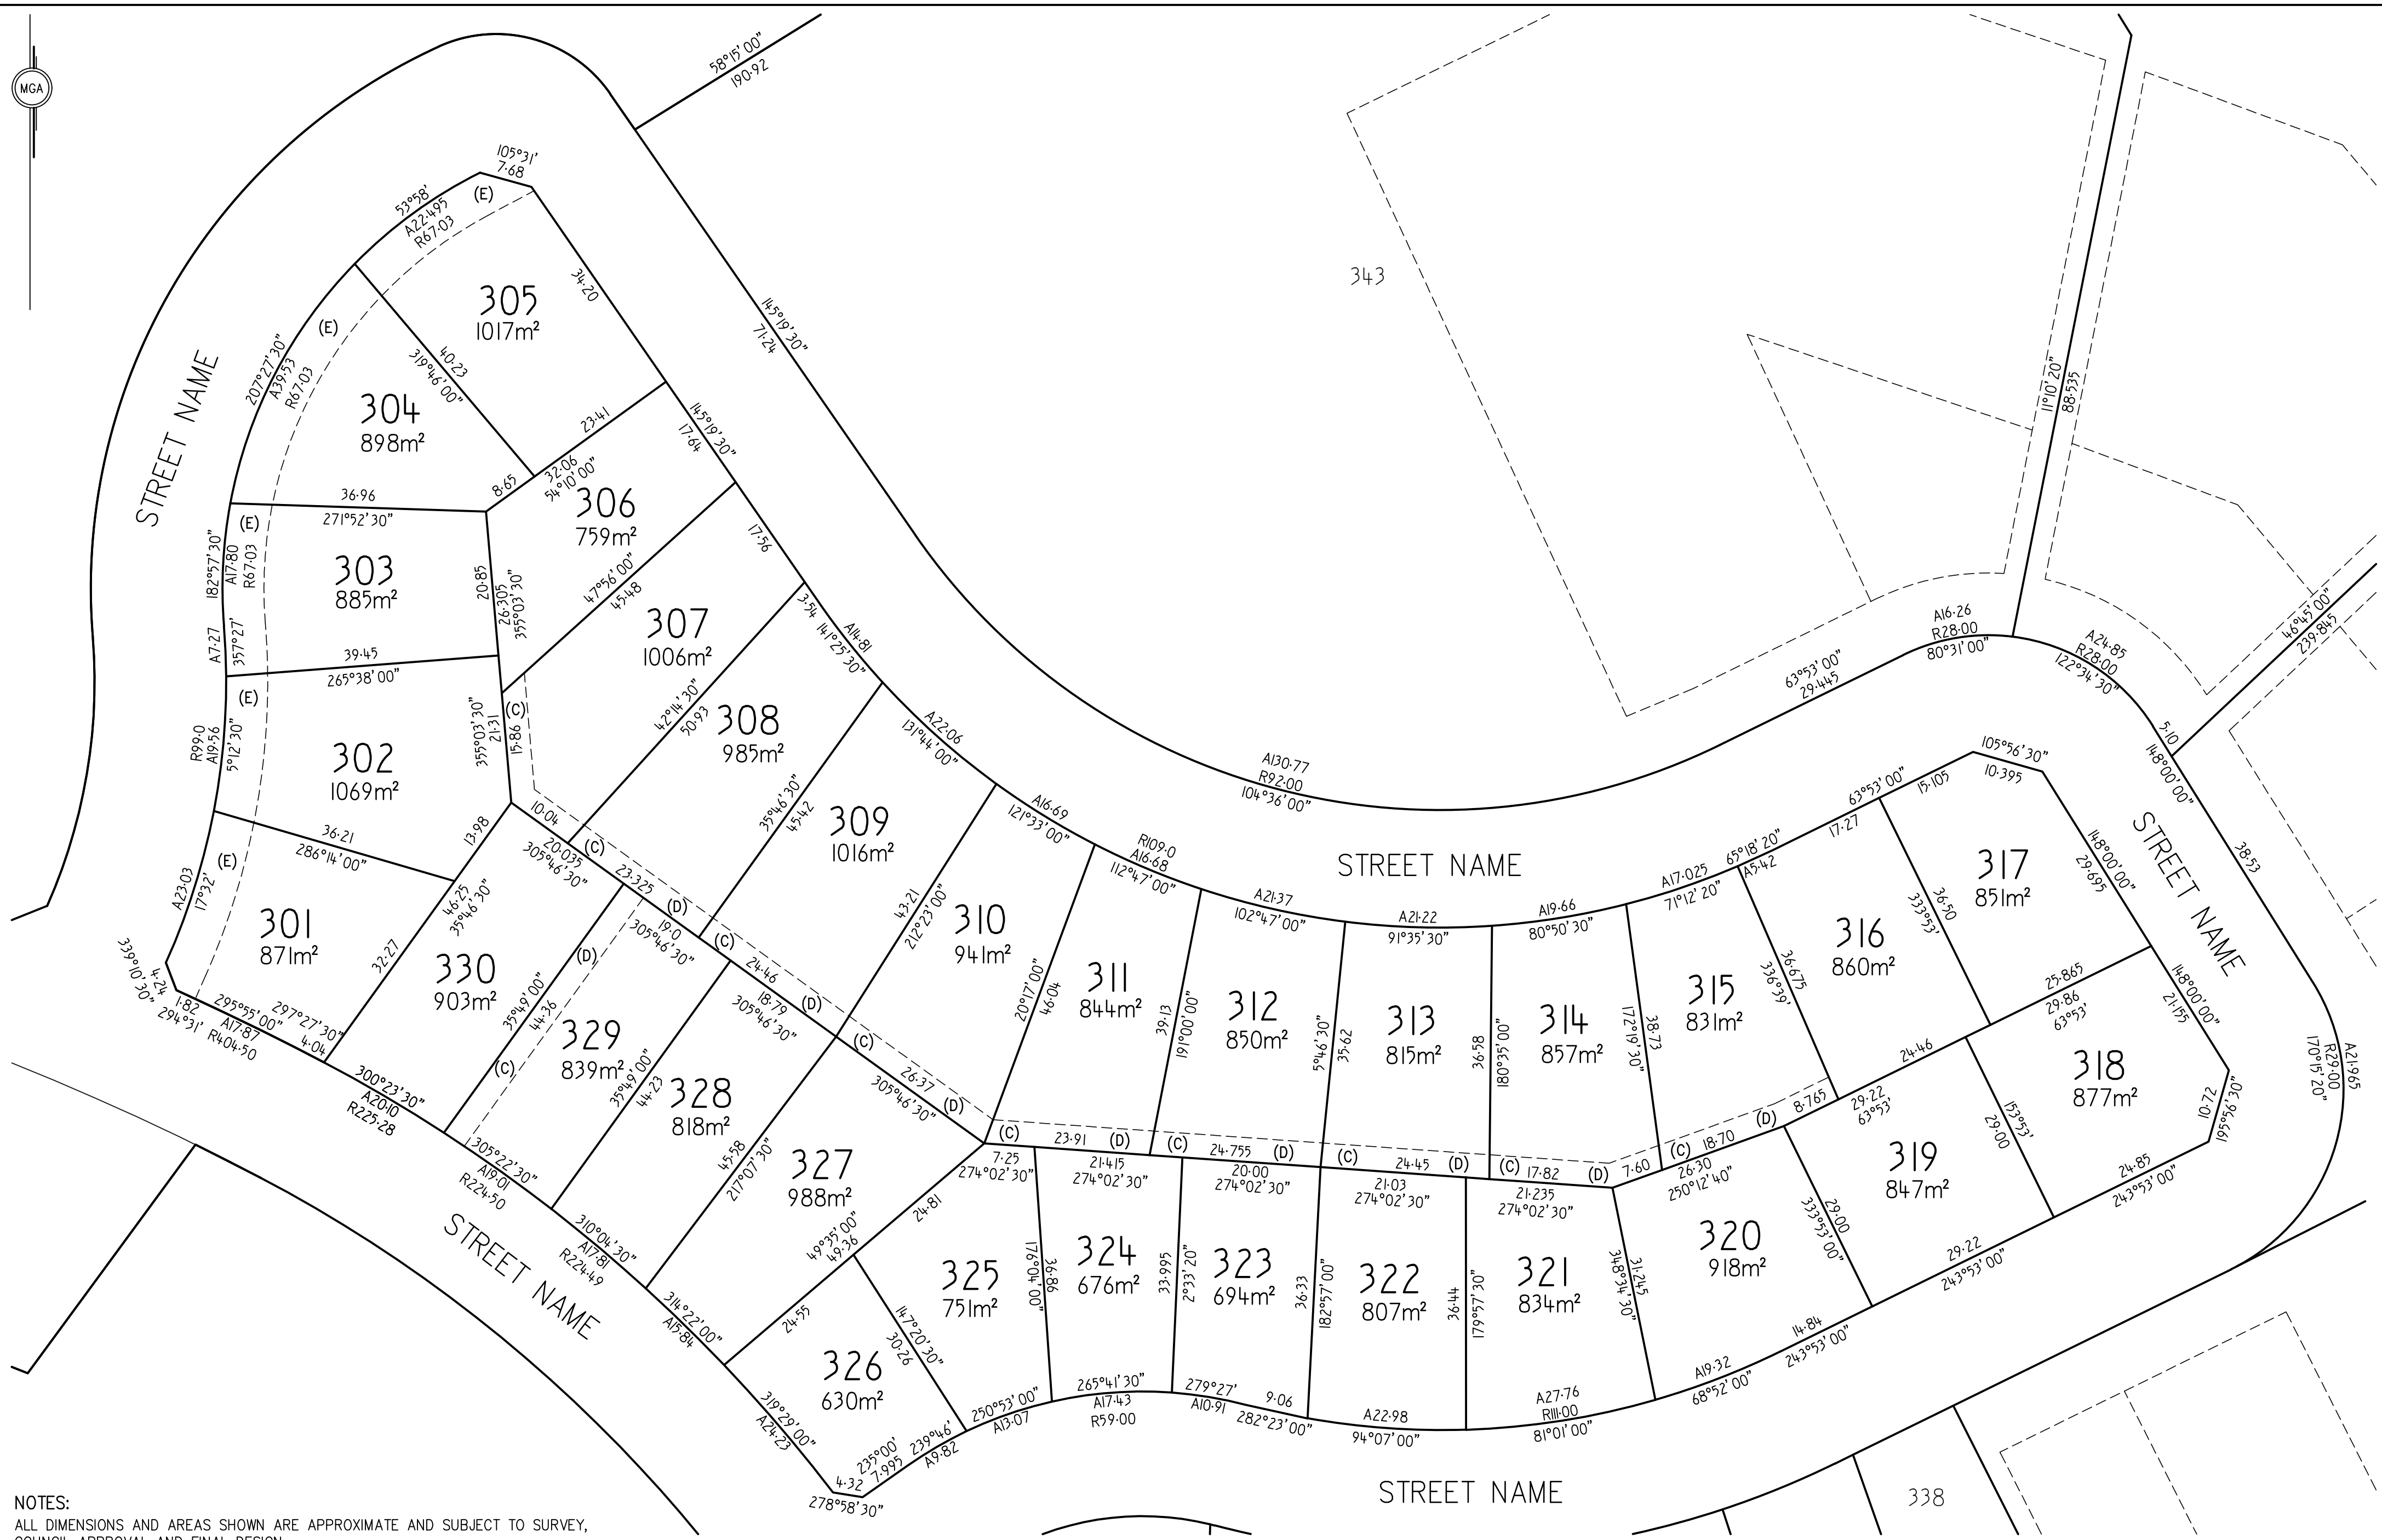 MGA
58°15'00"
190·92
105°31'
7·68
(E)
53°58'
A22·495
R67·03
34·20
305
1017m²
343
145°19'30"
71·24
(E)
207°27'30"
A39·53
R67·03
40·23
319°46'00"
304
898m²
STREET NAME
11°10'20"
88·535
145°19'30"
17·64
23·41
8·65
32·06
54°10'00"
36·96
271°52'30"
306
759m²
(E)
182°57'30"
A17·80
R67·03
303
885m²
20·85
26·305
355°03'30"
47°56'00"
45·48
17·56
A7·27
357°27'
39·45
265°38'00"
307
1006m²
3·54
141°25'30"
A14·81
A16·26
R28·00
80°31'00"
A24·85
R28·00
122°34'30"
46°45'00"
239·845
63°53'00"
29·445
5·10
148°00'00"
(E)
R99·0
A19·56
5°12'30"
302
1069m²
355°03'30"
21·31
15·86
(C)
42°14'30"
50·93
308
985m²
A22·06
131°44'00"
A130·77
R92·00
104°36'00"
105°56'30"
10·395
36·21
286°14'00"
13·98
10·04
20·035
305°46'30"
(C)
35°46'30"
45·42
309
1016m²
A16·69
121°33'00"
R109·0
A16·68
112°47'00"
STREET NAME
65°18'20"
A5·42
63°53'00"
17·27
15·105
148°00'00"
29·695
STREET NAME
38·53
(E)
A23·03
17°32'
301
871m²
46·25
35°46'30"
32·27
23·325
(D)
19·0
305°46'30"
(C)
43·21
212°23'00"
310
941m²
A21·37
102°47'00"
A21·22
91°35'30"
A19·66
80°50'30"
A17·025
71°12'20"
317
851m²
36·50
333°53'
316
860m²
36·675
336°39'
339°10'30"
4·24
330
903m²
35°49'00"
44·36
(D)
(C)
24·46
18·79
305°46'30"
(D)
(C)
20°17'00"
46·04
311
844m²
39·13
191°00'00"
312
850m²
5°46'30"
35·62
313
815m²
36·58
180°35'00"
314
857m²
172°19'30"
38·73
315
831m²
25·865
29·86
63°53'
148°00'00"
21·155
1·82
294°31'
295°55'00"
A17·87
R404·50
297°27'30"
4·04
329
839m²
35°49'00"
44·23
328
818m²
26·37
305°46'30"
(D)
24·46
29·22
63°53'
8·765
(D)
318
877m²
10·72
195°56'30"
A21·965
R29·00
170°15'20"
300°23'30"
A20·10
R225·28
(C)
23·91
(D)
(C)
24·755
(D)
(C)
24·45
(D)
(C)
17·82
(D)
7·60
(C)
18·70
26·30
250°12'40"
153°53'
29·00
305°22'30"
A19·01
R224·50
45·58
217°07'30"
327
988m²
7·25
274°02'30"
21·415
274°02'30"
20·00
274°02'30"
21·03
274°02'30"
21·235
274°02'30"
319
847m²
24·85
243°53'00"
STREET NAME
310°04'30"
A17·81
R224·49
24·81
49°35'00"
49·36
325
751m²
176°04'00"
36·86
324
676m²
33·995
2°33'20"
323
694m²
36·33
182°57'00"
322
807m²
36·44
179°57'30"
321
834m²
348°34'30"
31·245
320
918m²
29·00
333°53'00"
29·22
243°53'00"
314°22'00"
A15·84
24·55
147°20'30"
30·26
326
630m²
14·84
243°53'00"
A19·32
68°52'00"
319°29'00"
A24·23
250°53'00"
A13·07
265°41'30"
A17·43
R59·00
279°27'
A10·91
9·06
282°23'00"
A22·98
94°07'00"
A27·76
R111·00
81°01'00"
235°00'
7·995
239°46'
A9·82
4·32
278°58'30"
STREET NAME
338
NOTES:
ALL DIMENSIONS AND AREAS SHOWN ARE APPROXIMATE AND SUBJECT TO SURVEY,
COUNCIL APPROVAL AND FINAL DESIGN